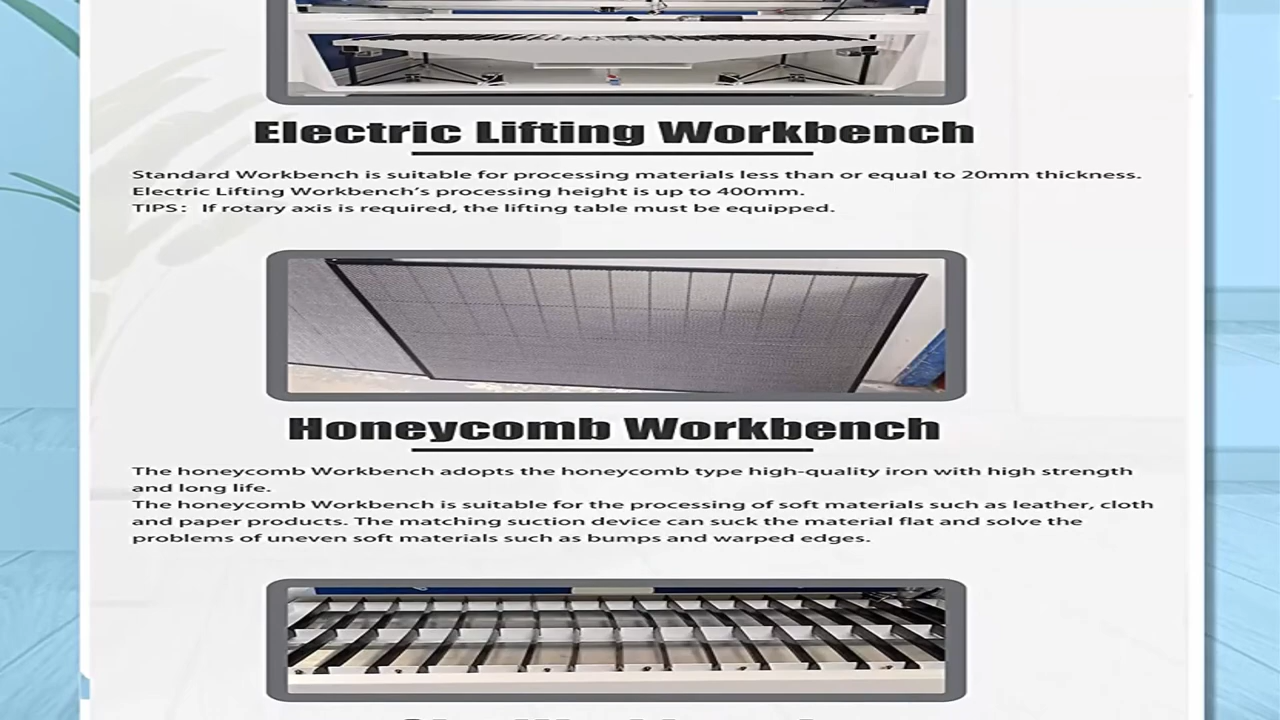 Electric Lifting Workbench
Standard Workbench is suitable for processing materials less than or equal to 20mm thickness.
Electric Lifting Workbench's processing height is up to 400mm.
TIPS: If rotary axis is required, the lifting table must be equipped.
Honeycomb Workbench
The honeycomb Workbench adopts the honeycomb type high-quality iron with high strength
and long life.
The honeycomb Workbench is suitable for the processing of soft materials such as leather, cloth
and paper products. The matching suction device can suck the material flat and solve the
problems of uneven soft materials such as bumps and warped edges.